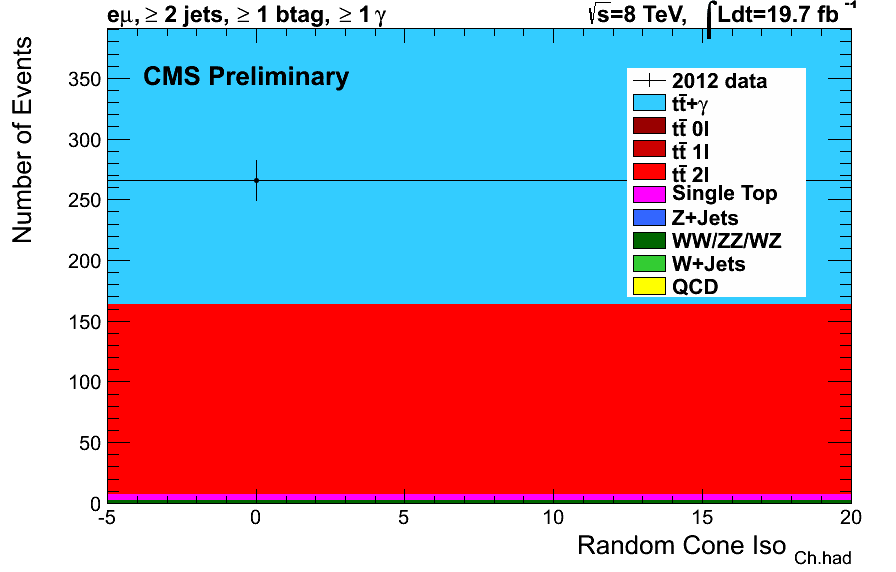 eμ, ≥ 2 jets, ≥ 1 btag, ≥ 1 γ
√s=8 TeV, ∫Ldt=19.7 fb⁻¹
Number of Events
CMS Preliminary
2012 data
tt̄+γ
tt̄ 0l
tt̄ 1l
tt̄ 2l
Single Top
Z+Jets
WW/ZZ/WZ
W+Jets
QCD
350
300
250
200
150
100
50
0
-5 0 5 10 15 20
Random Cone Iso Ch.had